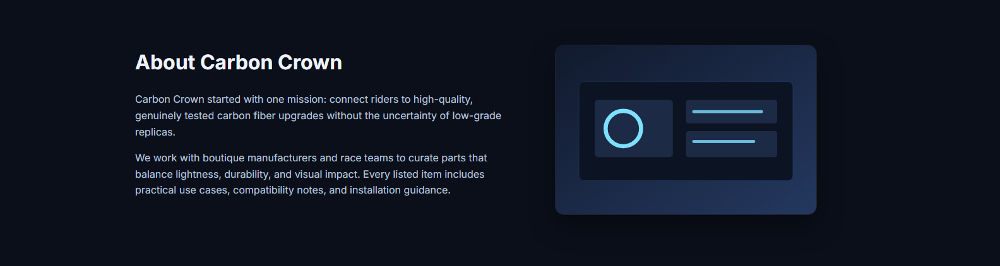 About Carbon Crown
Carbon Crown started with one mission: connect riders to high-quality,
genuinely tested carbon fiber upgrades without the uncertainty of low-grade
replicas.
We work with boutique manufacturers and race teams to curate parts that
balance lightness, durability, and visual impact. Every listed item includes
practical use cases, compatibility notes, and installation guidance.